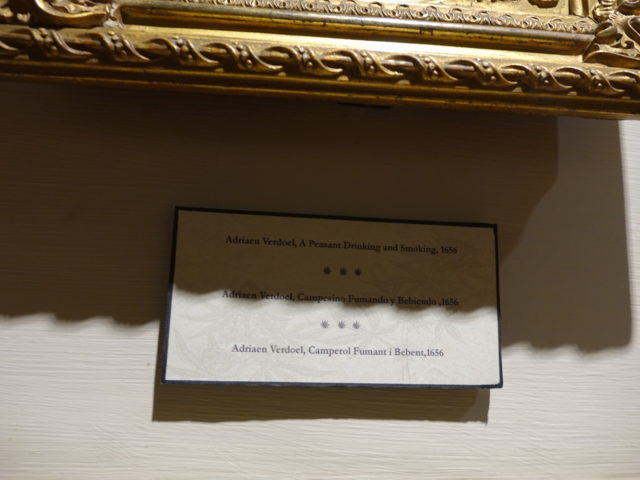 Adriaen Verdoel, A Peasant Drinking and Smoking, 1656
Adriaen Verdoel, Campesino Fumando y Bebiendo ,1656
Adriaen Verdoel, Camperol Fumant i Bebent,1656